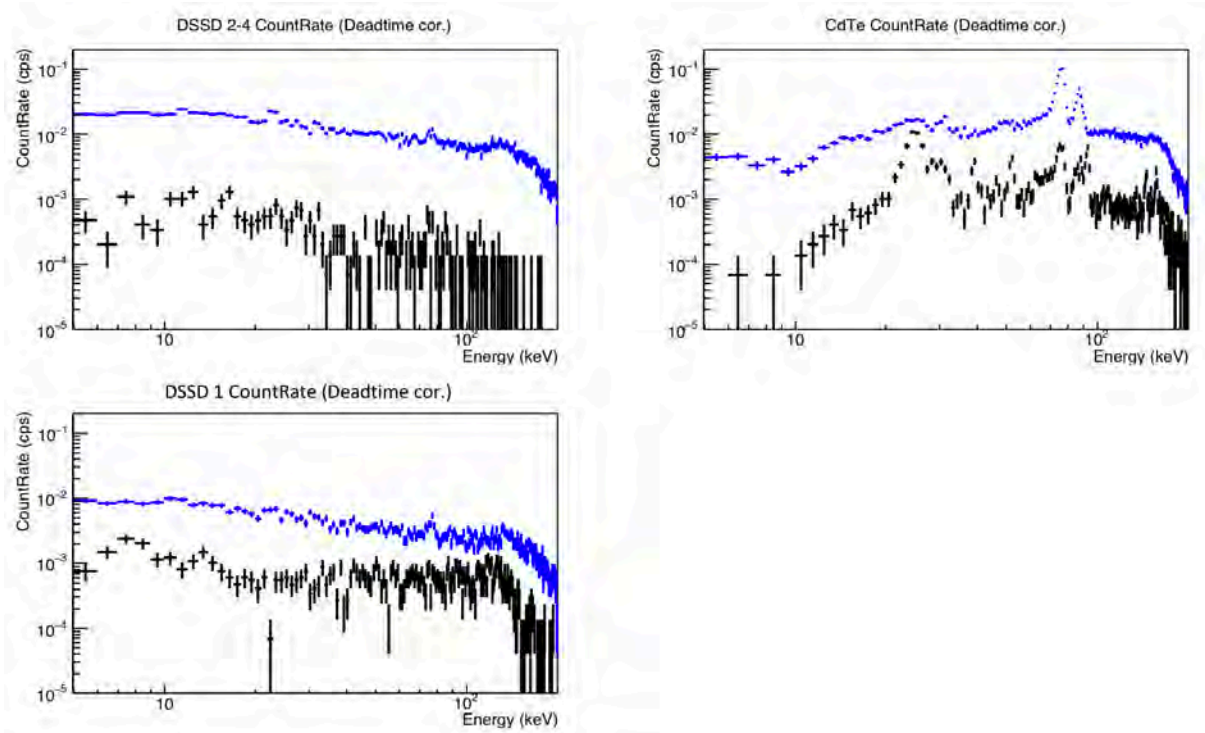 DSSD 2-4 CountRate (Deadtime cor.)
CountRate (cps)
10⁻¹
10⁻²
10⁻³
10⁻⁴
10⁻⁵
10
10²
Energy (keV)
CdTe CountRate (Deadtime cor.)
CountRate (cps)
10⁻¹
10⁻²
10⁻³
10⁻⁴
10⁻⁵
10
10²
Energy (keV)
DSSD 1 CountRate (Deadtime cor.)
CountRate (cps)
10⁻¹
10⁻²
10⁻³
10⁻⁴
10⁻⁵
10
10²
Energy (keV)